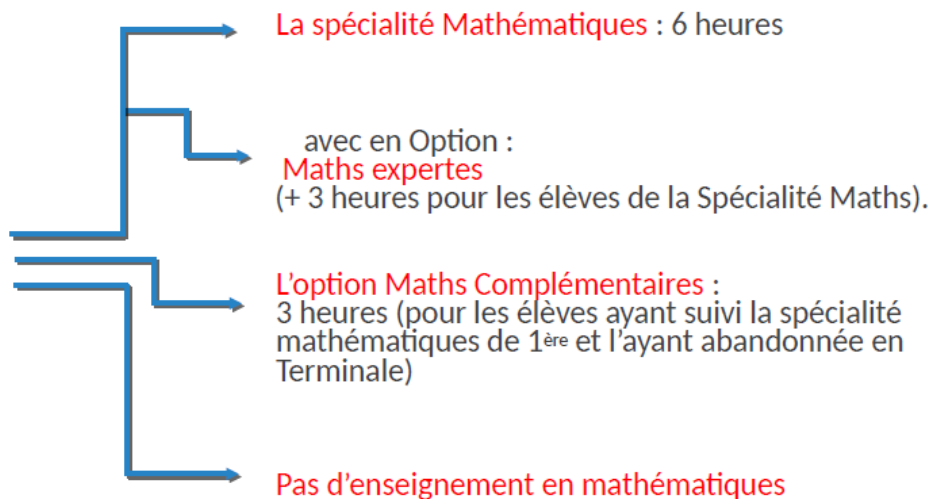 La spécialité Mathématiques : 6 heures
avec en Option :
Maths expertes
(+ 3 heures pour les élèves de la Spécialité Maths).
L’option Maths Complémentaires :
3 heures (pour les élèves ayant suivi la spécialité
mathématiques de 1ère et l’ayant abandonnée en
Terminale)
Pas d’enseignement en mathématiques